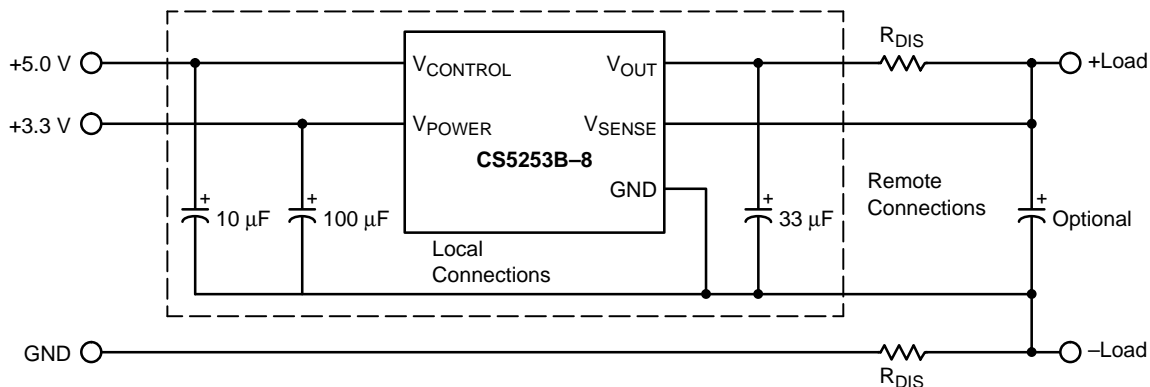 R_DIS
+5.0 V
V_CONTROL
V_OUT
+Load
+3.3 V
V_POWER
V_SENSE
CS5253B–8
GND
Remote
Connections
10 μF
100 μF
33 μF
Optional
Local
Connections
GND
–Load
R_DIS